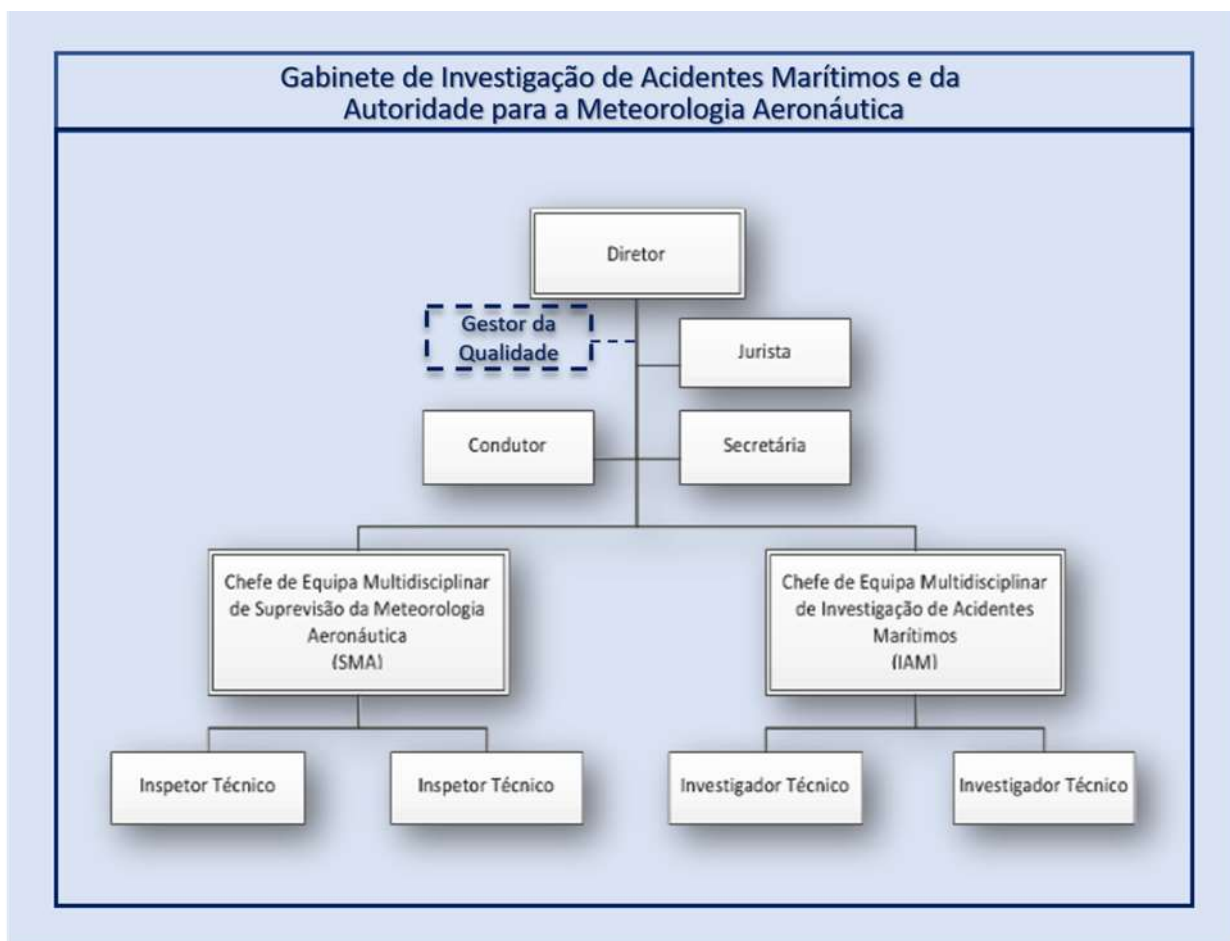 Gabinete de Investigação de Acidentes Marítimos e da
Autoridade para a Meteorologia Aeronáutica
Diretor
Gestor da
Qualidade
Jurista
Condutor
Secretária
Chefe de Equipa Multidisciplinar
de Suprevisão da Meteorologia
Aeronáutica
(SMA)
Chefe de Equipa Multidisciplinar
de Investigação de Acidentes
Marítimos
(IAM)
Inspetor Técnico
Inspetor Técnico
Investigador Técnico
Investigador Técnico